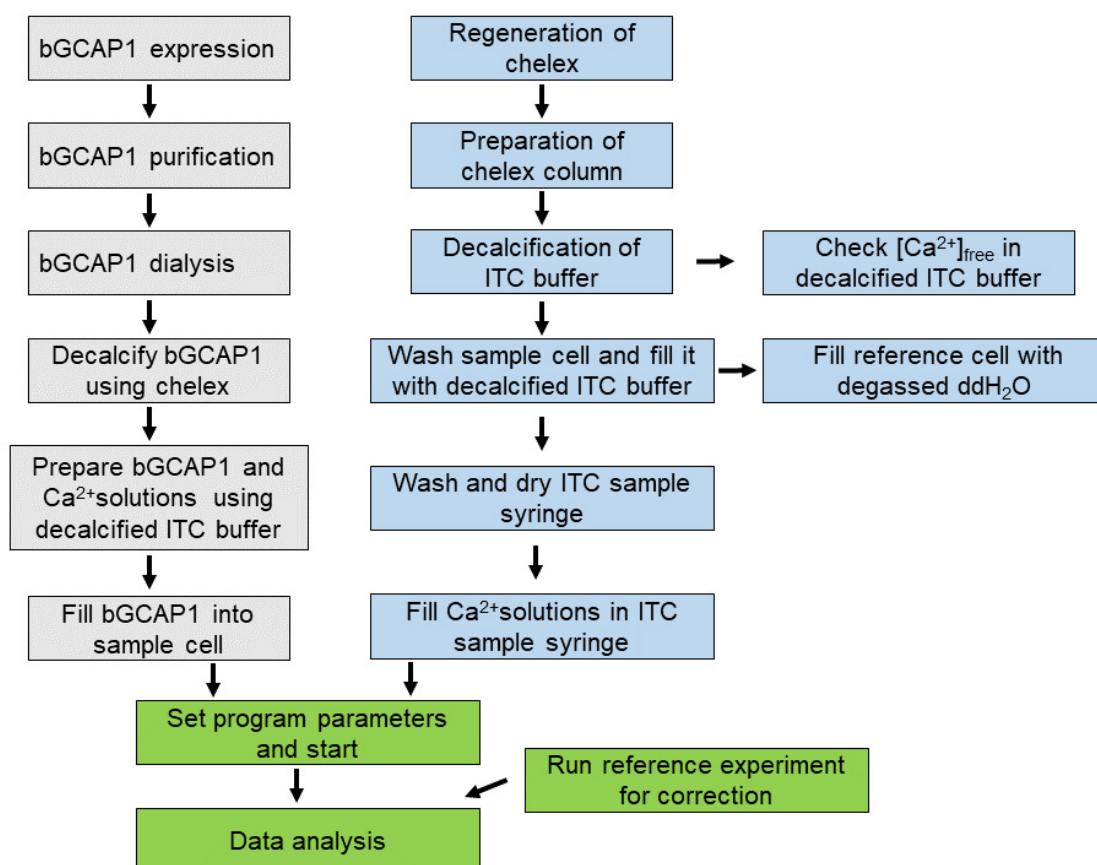 bGCAP1 expression
bGCAP1 purification
bGCAP1 dialysis
Decalcify bGCAP1
using chelex
Prepare bGCAP1 and
Ca²⁺solutions using
decalcified ITC buffer
Fill bGCAP1 into
sample cell
Regeneration of
chelex
Preparation of
chelex column
Decalcification of
ITC buffer
Check [Ca²⁺]free in
decalcified ITC buffer
Wash sample cell and fill it
with decalcified ITC buffer
Fill reference cell with
degassed ddH₂O
Wash and dry ITC sample
syringe
Fill Ca²⁺solutions in ITC
sample syringe
Set program parameters
and start
Run reference experiment
for correction
Data analysis